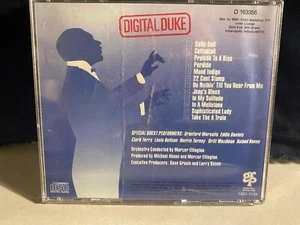 DIGITAL DUKE
D 163356
Satin Doll
Cottontail
Prelude To A Kiss
Perdido
Mood Indigo
22 Cent Stomp
Do Nothin' Till You Hear From Me
Jeep's Blues
In My Solitude
In A Mellotone
Sophisticated Lady
Take The A Train
SPECIAL GUEST PERFORMERS: Branford Marsalis Eddie Daniels
Clark Terry Louie Bellson Norris Turney Britt Woodman Roland Hanna
Orchestra Conducted by Mercer Ellington
Produced by Michael Abene and Mercer Ellington
Executive Producers: Dave Grusin and Larry Rosen